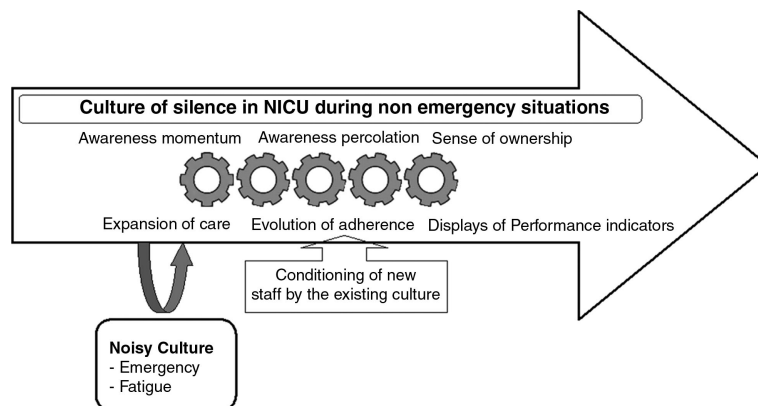 Culture of silence in NICU during non emergency situations
Awareness momentum
Awareness percolation
Sense of ownership
Expansion of care
Evolution of adherence
Displays of Performance indicators
Conditioning of new
staff by the existing culture
Noisy Culture
- Emergency
- Fatigue